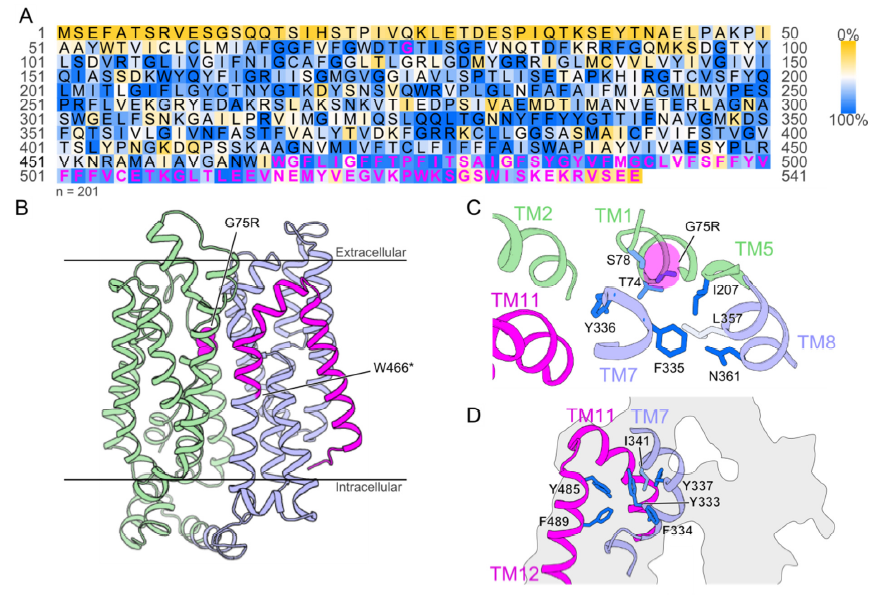 A
1 MSEFATSRVESGSQQTSIHSTPIVQKLETDESPIQTKSEYTNAELPAKPI 50
51 AAYWTVICLCLMIAFGGFVFGWDTGTISGFVNQTDFKRRFGQMKSDGTYY 100
101 LSDVRTGLIVGIFNIGCAFGGLTLGRLGDMYGRRIGLMCVVLVYIVGIVI 150
151 QIASSDKWYQYFIGRIISGMGVGGIAVLSPTLISETAPKHIRGTCVSFYQ 200
201 LMITLGIFLGYCTNYGTKDYSNSVQWRVPLGLNFAFAIFMIAGMLMVPES 250
251 PRFLVEKGRYEDAKRSLAKSNKVTIEDPSIVAEMDTIMANVETERLAGNA 300
301 SWGELFSNKGAILPRVIMGIMIQSLQQLTGNNYFFYYGTTIFNAVGMKDS 350
351 FQTSIVLGIVNFASTFVALYTVDKFGRRKCLLGGSASMAICFVIFSTVGV 400
401 TSLYPNGKDQPSSKAAGNVMIVFTCLFIFFFAISWAPIAYVIVAESYPLR 450
451 VKNRAMAIAVGANWIWGFLIGFFTPFITSAIGFSYGYVFMGCLVFSFFYV 500
501 FFFVCETKGLTLEEVNEMYVEGVKPWKSGSWISKEKRVSEE 541
n = 201
0%
100%
B
G75R
Extracellular
W466*
Intracellular
C
TM2
TM1
G75R
S78
TM5
T74
I207
TM11
L357
Y336
TM8
TM7
F335
N361
D
TM11
TM7
I341
Y485
Y337
Y333
F489
F334
TM12